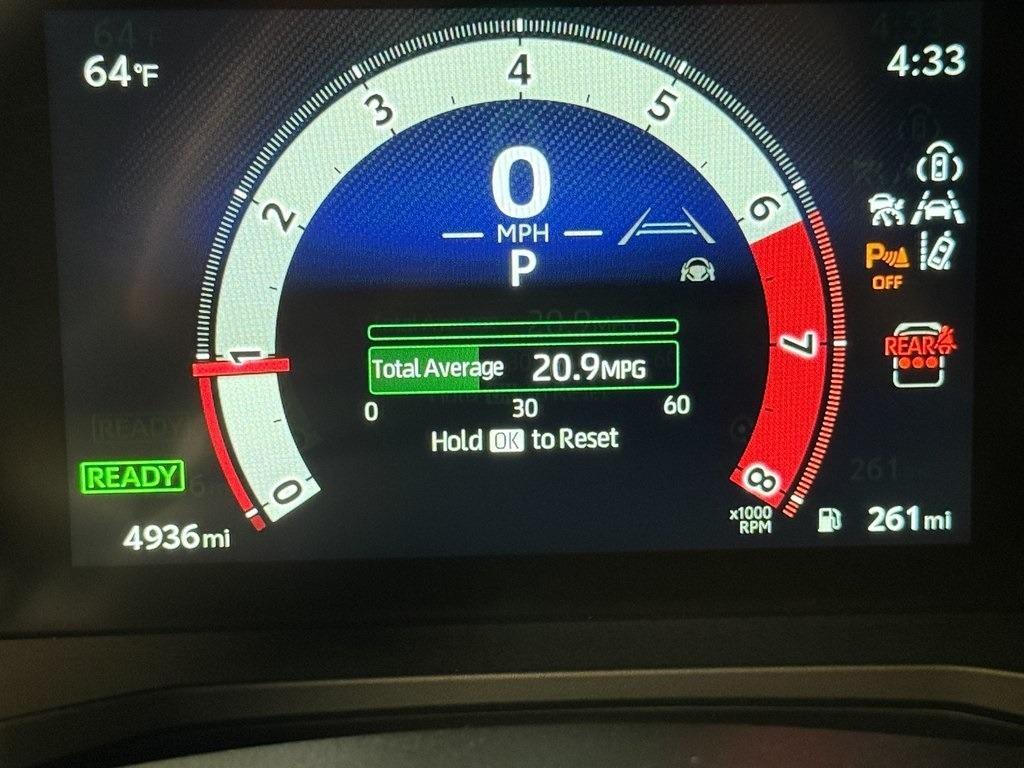 64°F
4:33
0
1
2
3
4
5
6
7
8
0
MPH
P
P
OFF
REAR
Total Average 20.9MPG
0 30 60
Hold OK to Reset
READY
4936mi
x1000
RPM
261mi